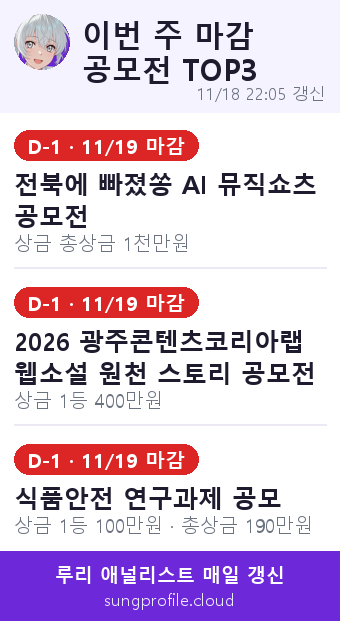 이번 주 마감
공모전 TOP3
11/18 22:05 갱신
D-1 · 11/19 마감
전북에 빠졌쏭 AI 뮤직쇼츠
공모전
상금 총상금 1천만원
D-1 · 11/19 마감
2026 광주콘텐츠코리아랩
웹소설 원천 스토리 공모전
상금 1등 400만원
D-1 · 11/19 마감
식품안전 연구과제 공모
상금 1등 100만원 · 총상금 190만원
루리 애널리스트 매일 갱신
sungprofile.cloud